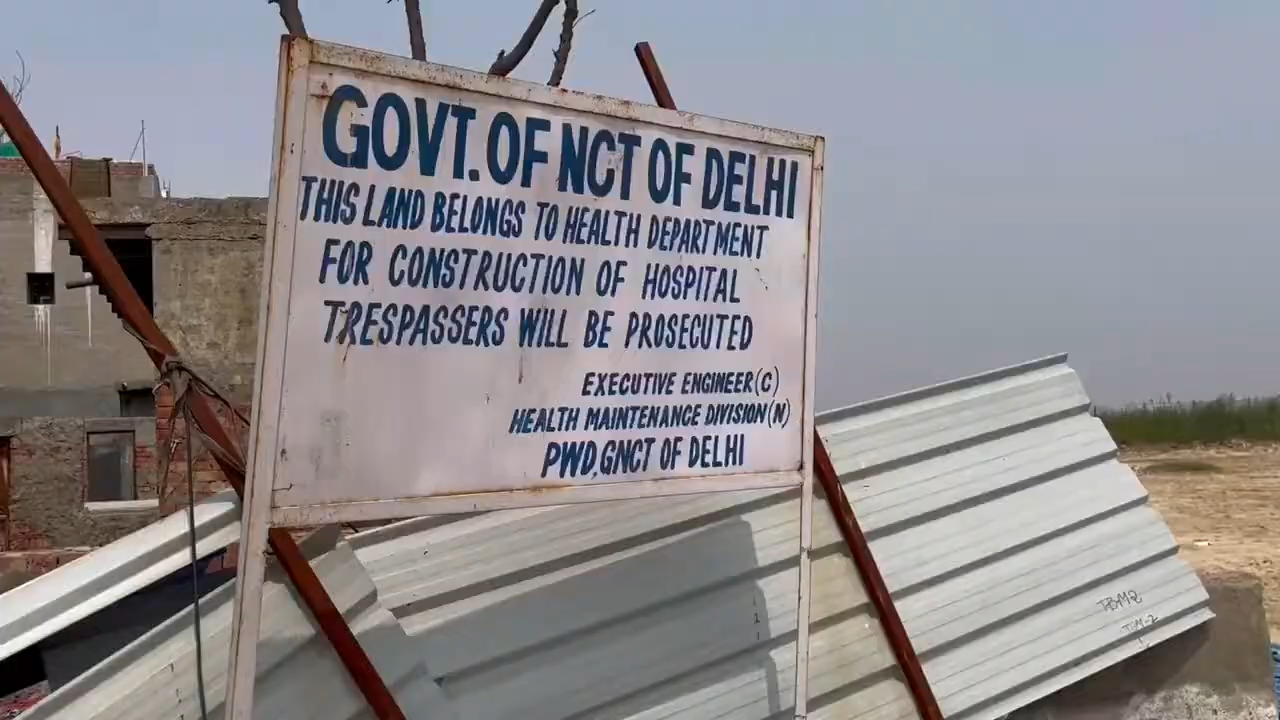 GOVT. OF NCT OF DELHI
THIS LAND BELONGS TO HEALTH DEPARTMENT
FOR CONSTRUCTION OF HOSPITAL
TRESPASSERS WILL BE PROSECUTED
EXECUTIVE ENGINEER(C)
HEALTH MAINTENANCE DIVISION(N)
PWD,GNCT OF DELHI